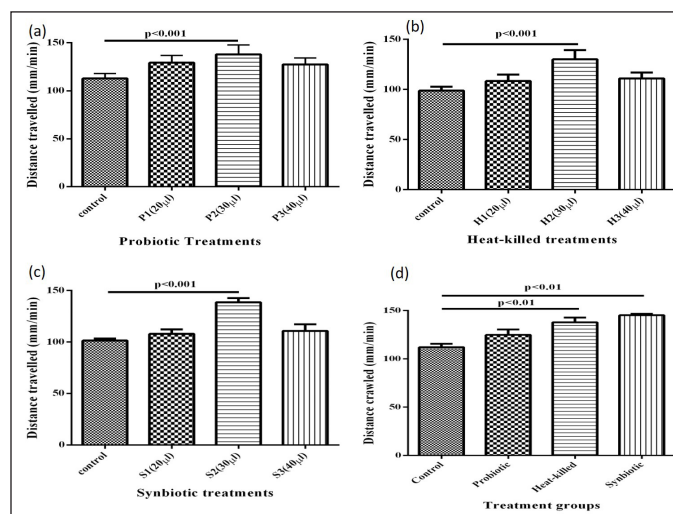 (a)
p<0.001
Distance travelled (mm/min)
150
100
50
0
control
P1(20µl)
P2(30µl)
P3(40µl)
Probiotic Treatments
(b)
p<0.001
Distance travelled (mm/min)
150
100
50
0
control
H1(20µl)
H2(30µl)
H3(40µl)
Heat-killed treatments
(c)
p<0.001
Distance travelled (mm/min)
150
100
50
0
control
S1(20µl)
S2(30µl)
S3(40µl)
Synbiotic treatments
(d)
p<0.01
p<0.01
Distance crawled (mm/min)
150
100
50
0
Control
Probiotic
Heat-killed
Synbiotic
Treatment groups